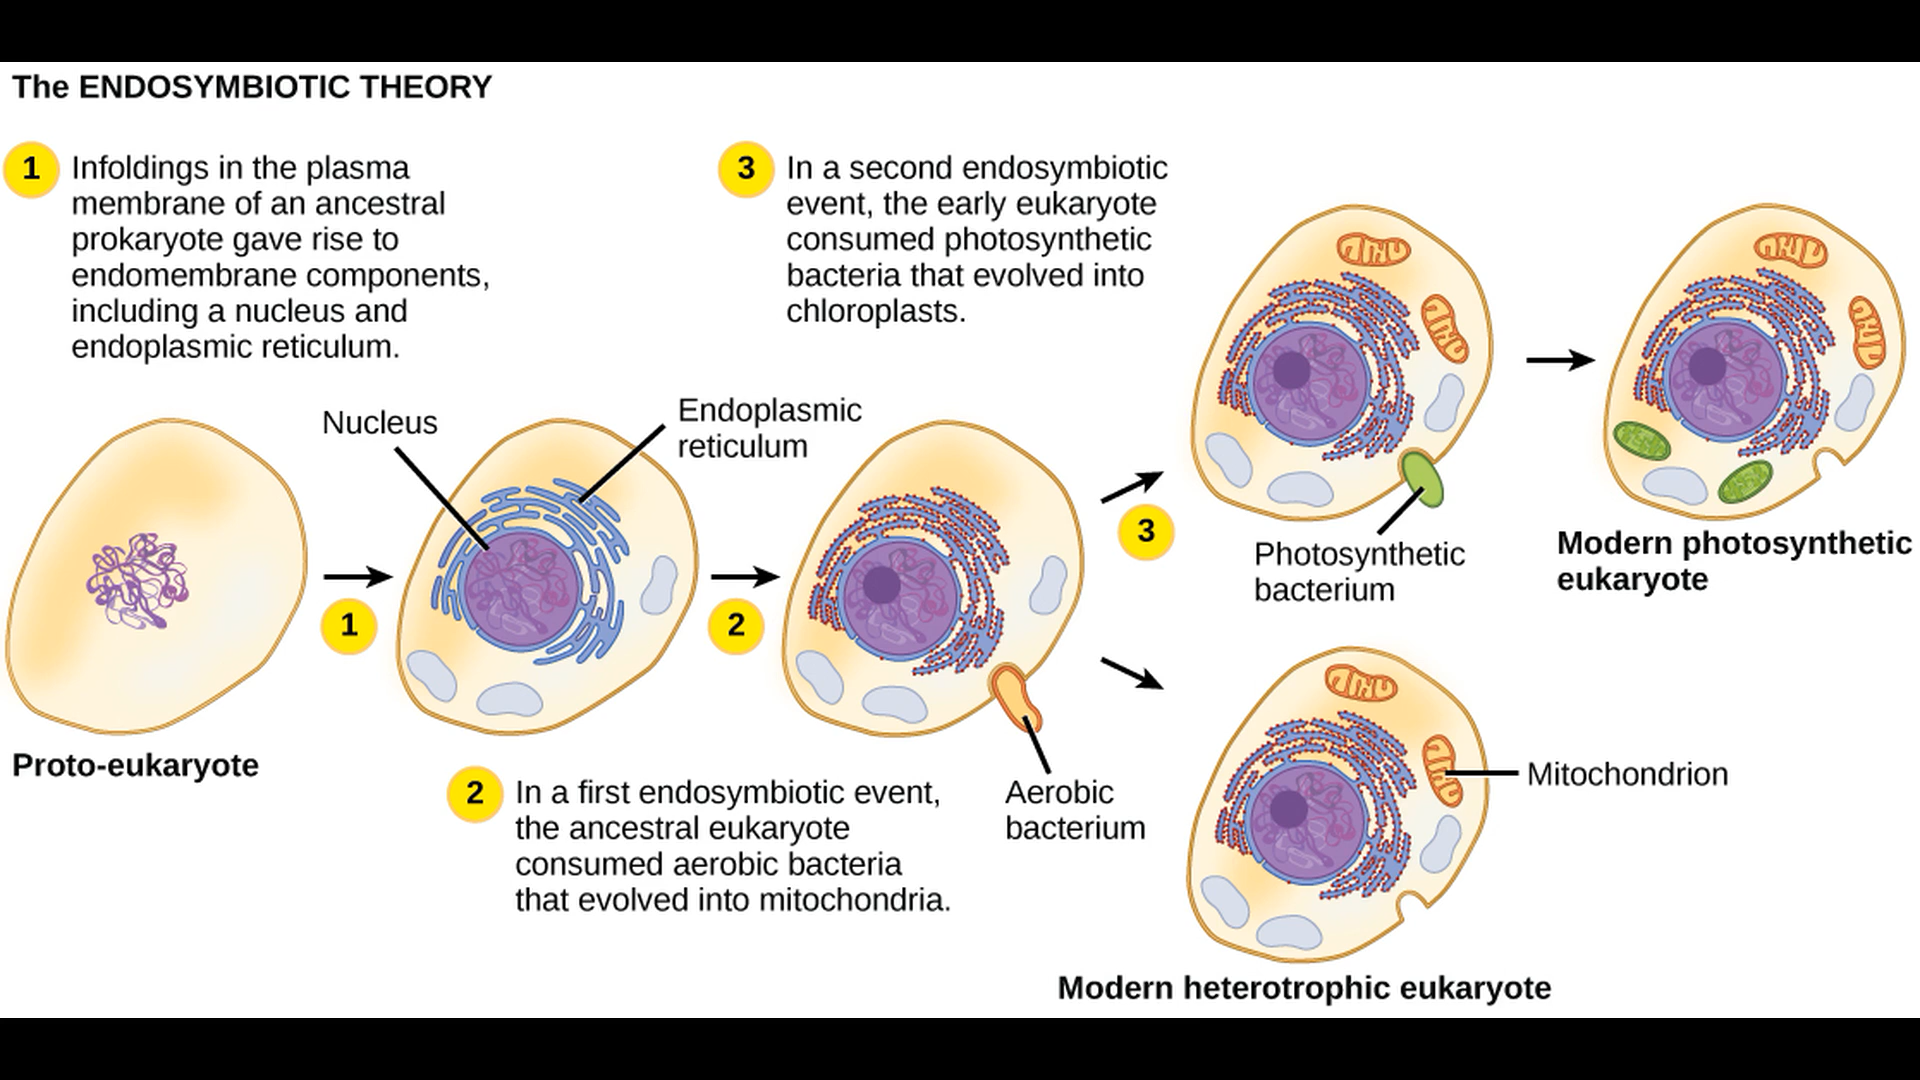 The ENDOSYMBIOTIC THEORY
1
Infoldings in the plasma
membrane of an ancestral
prokaryote gave rise to
endomembrane components,
including a nucleus and
endoplasmic reticulum.
3
In a second endosymbiotic
event, the early eukaryote
consumed photosynthetic
bacteria that evolved into
chloroplasts.
Nucleus
Endoplasmic
reticulum
1
2
3
Photosynthetic
bacterium
Modern photosynthetic
eukaryote
Proto-eukaryote
2
In a first endosymbiotic event,
the ancestral eukaryote
consumed aerobic bacteria
that evolved into mitochondria.
Aerobic
bacterium
Mitochondrion
Modern heterotrophic eukaryote